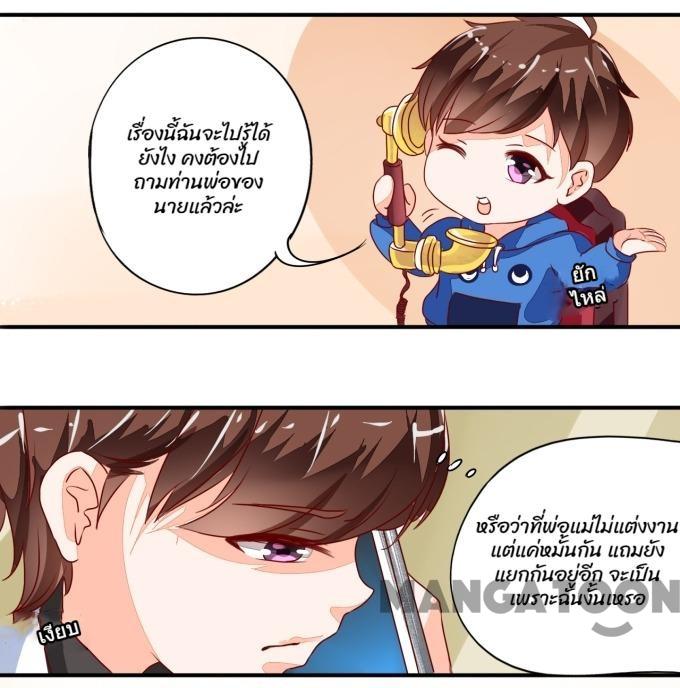 เรื่องนี้ฉันจะไปรู้ได้
ยังไง คงต้องไป
ถามท่านพ่อของ
นายแล้วล่ะ
ยัก
ไหล่
หรือว่าที่พ่อแม่ไม่แต่งงาน
แต่แค่หมั้นกัน แถมยัง
แยกกันอยู่อีก จะเป็น
เพราะฉันงั้นเหรอ
MANGATOON
เงียบ